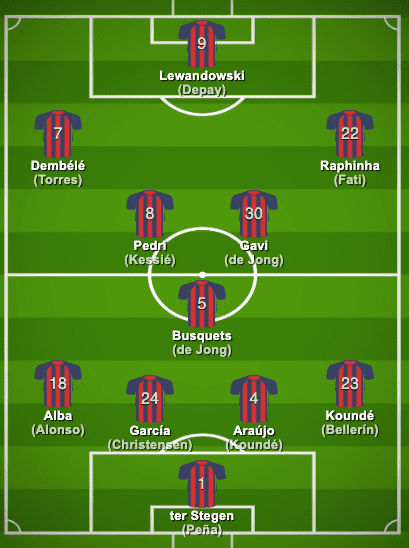 9
Lewandowski
(Depay)
7
Dembélé
(Torres)
22
Raphinha
(Fati)
8
Pedri
(Kessié)
30
Gavi
(de Jong)
5
Busquets
(de Jong)
18
Alba
(Alonso)
24
García
(Christensen)
4
Araújo
(Koundé)
23
Koundé
(Bellerín)
1
ter Stegen
(Peña)